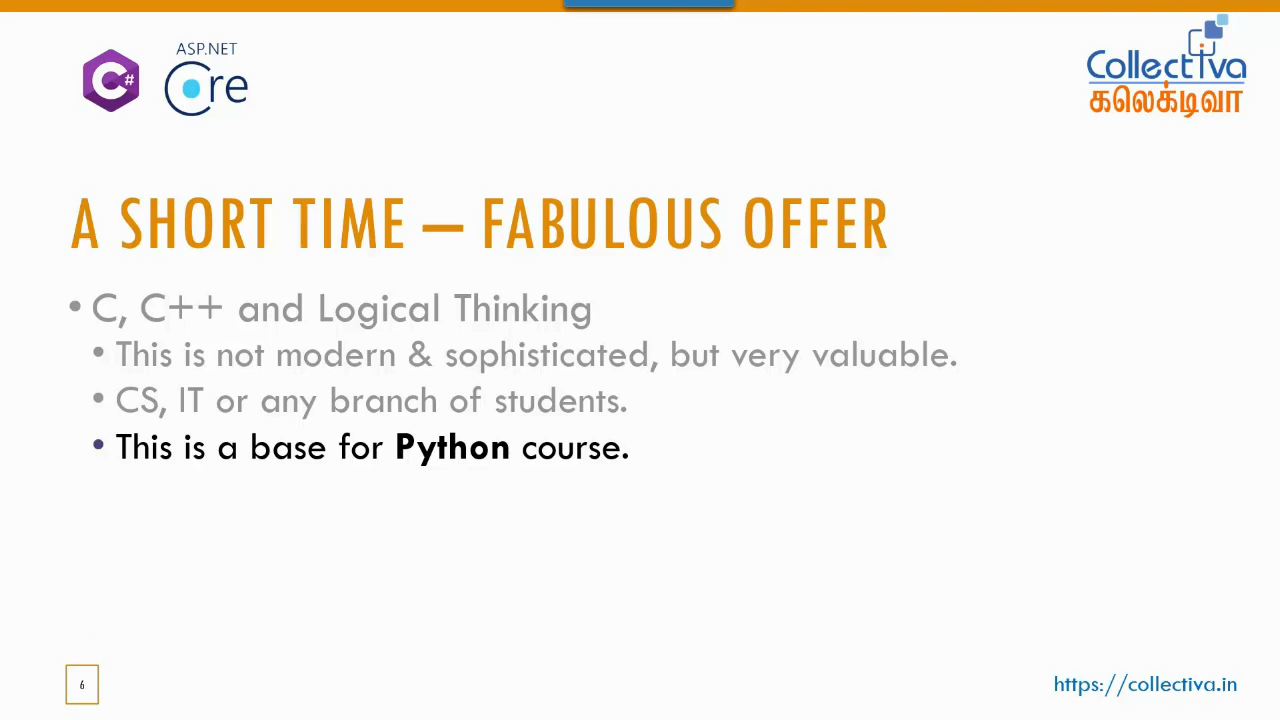 C#
ASP.NET
Core
Collectiva
கலெக்டிவா
A SHORT TIME – FABULOUS OFFER
• C, C++ and Logical Thinking
• This is not modern & sophisticated, but very valuable.
• CS, IT or any branch of students.
• This is a base for Python course.
6
https://collectiva.in